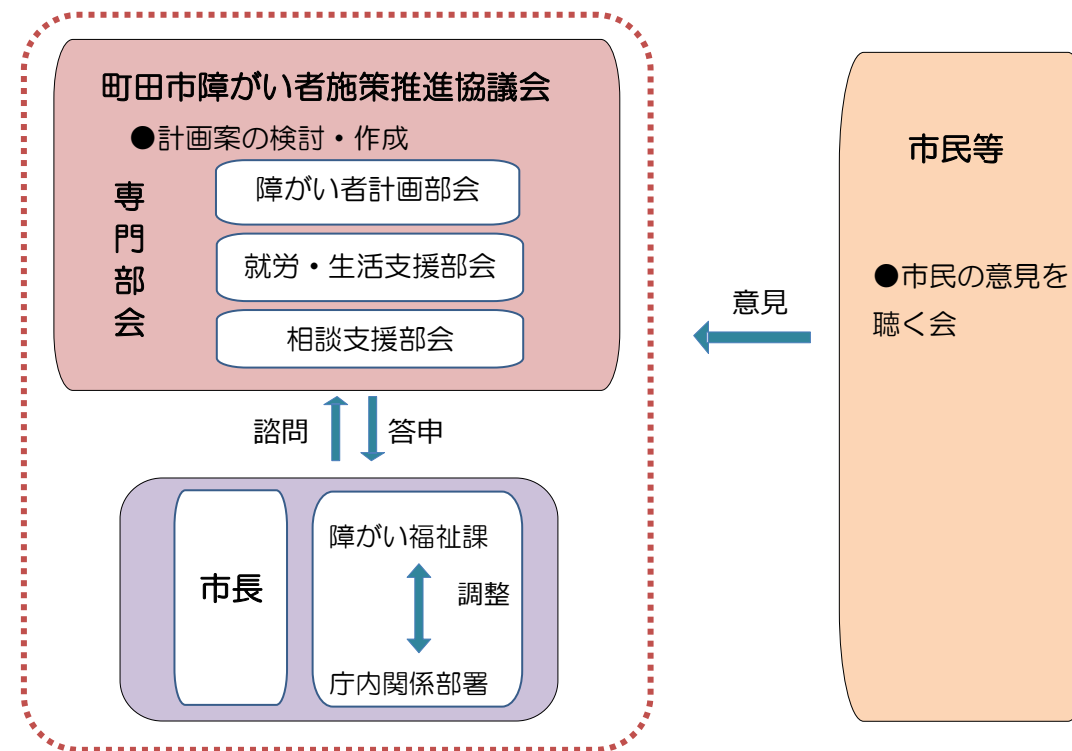 町田市障がい者施策推進協議会
●計画案の検討・作成
専門部会
障がい者計画部会
就労・生活支援部会
相談支援部会
諮問
答申
市長
障がい福祉課
調整
庁内関係部署
意見
市民等
●市民の意見を
聴く会